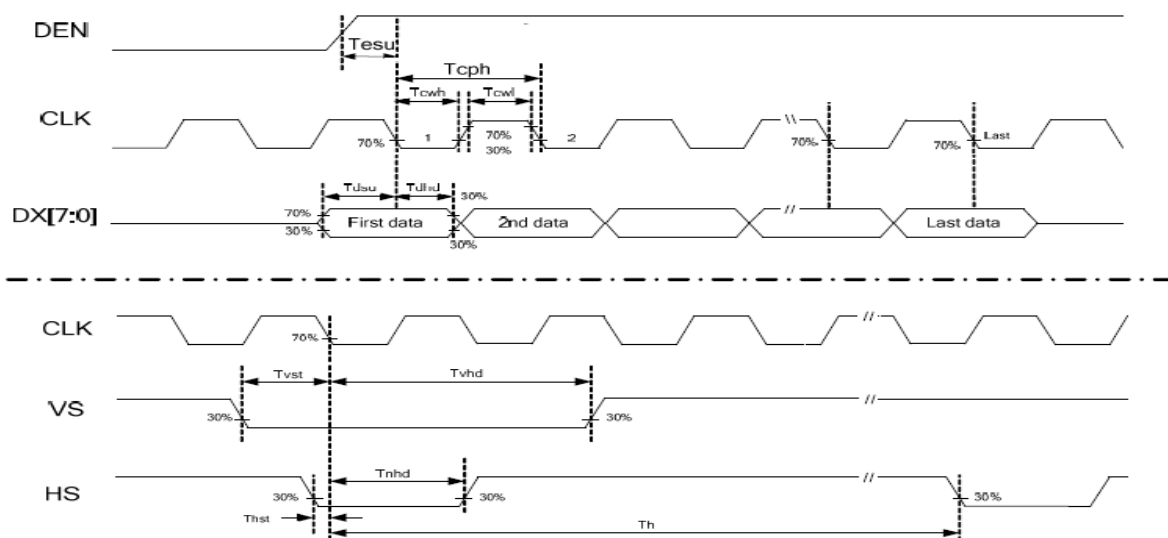 DEN
Tesu
Tcph
Tcwh
Tcwl
CLK
70%
1
70%
30%
2
//
70%
70%
Last
Tdsu
Tdhd
30%
DX[7:0]
70%
30%
First data
30%
2nd data
//
Last data
CLK
70%
//
Tvst
Tvhd
VS
30%
30%
//
Tnhd
HS
30%
30%
//
30%
Thst
Th